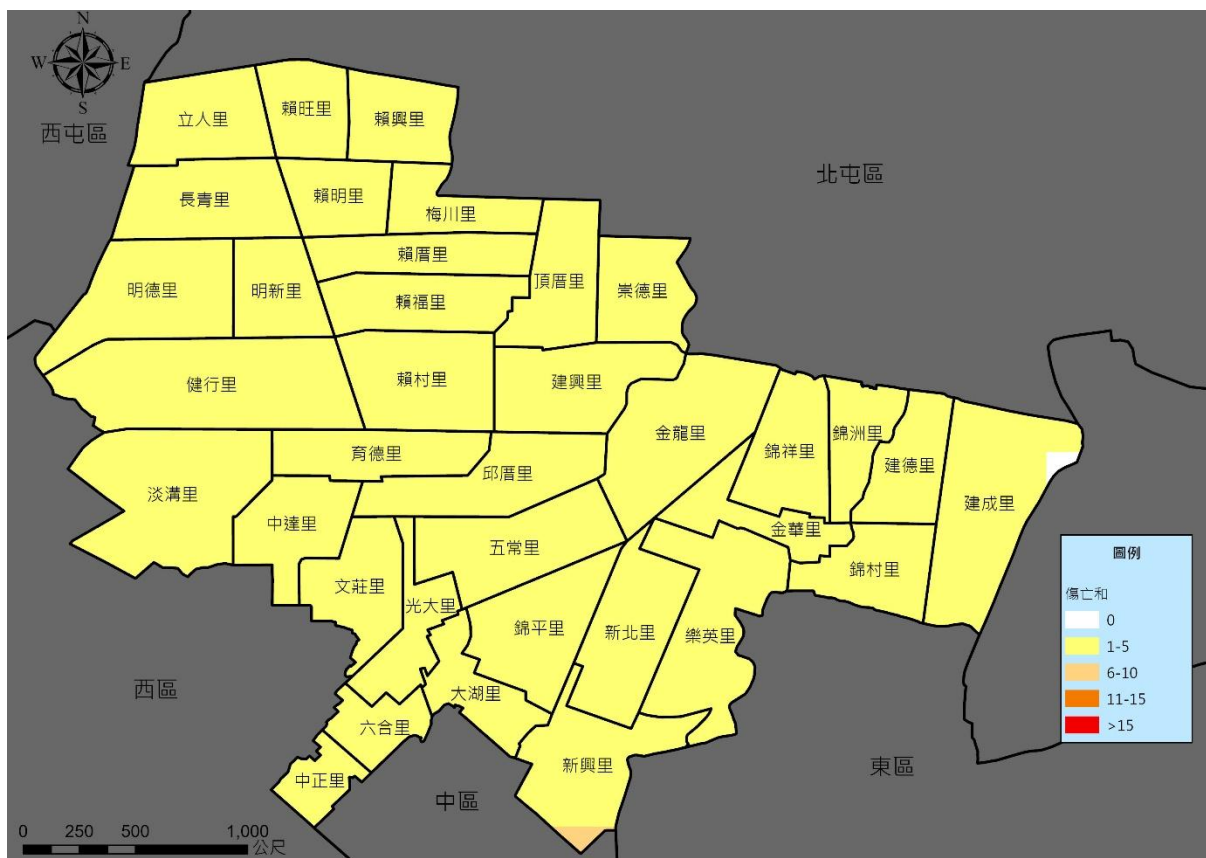 N
W
E
S
西屯區
北屯區
立人里
賴旺里
賴興里
長青里
賴明里
梅川里
賴厝里
明德里
明新里
頂厝里
崇德里
賴福里
健行里
賴村里
建興里
金龍里
錦祥里
錦洲里
建德里
建成里
育德里
邱厝里
淡溝里
中達里
五常里
金華里
錦村里
文莊里
光大里
錦平里
新北里
樂英里
西區
大湖里
六合里
新興里
中正里
中區
東區
圖例
傷亡和
0
1-5
6-10
11-15
>15
0 250 500 1,000
公尺